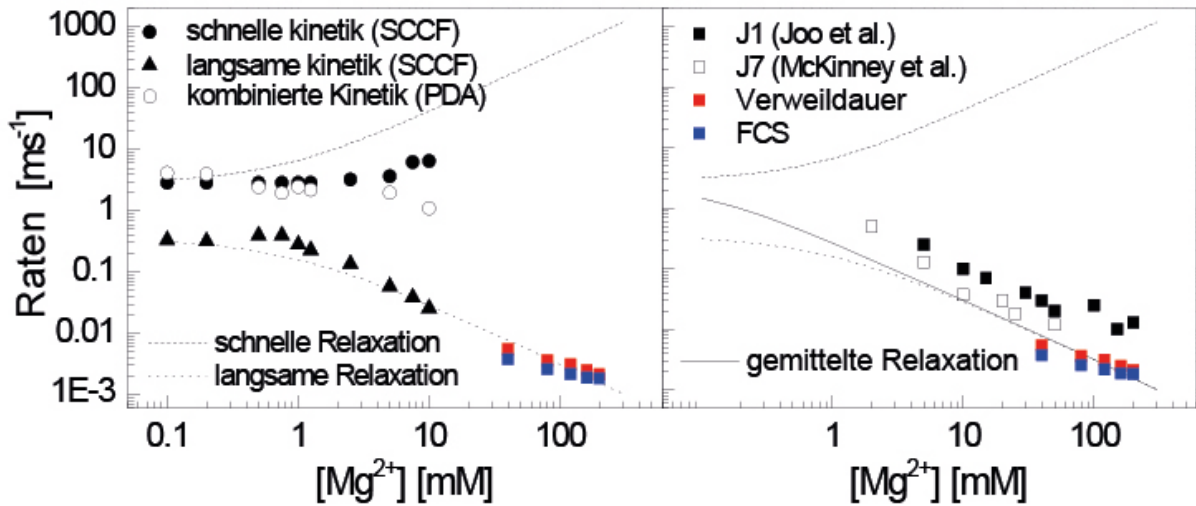 1000
100
10
1
0.1
0.01
1E-3
Raten [ms⁻¹]
schnelle kinetik (SCCF)
langsame kinetik (SCCF)
kombinierte Kinetik (PDA)
schnelle Relaxation
langsame Relaxation
0.1 1 10 100
[Mg²⁺] [mM]
J1 (Joo et al.)
J7 (McKinney et al.)
Verweildauer
FCS
gemittelte Relaxation
1 10 100
[Mg²⁺] [mM]